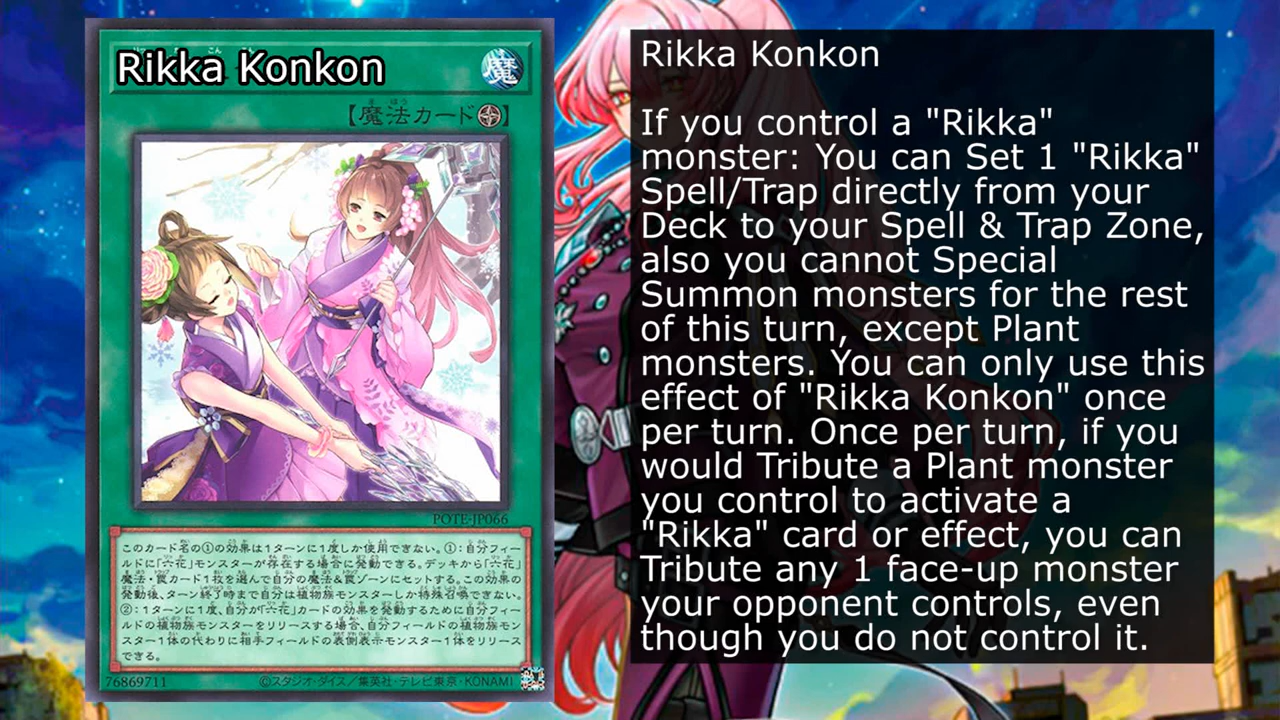 Rikka Konkon
魔
【魔法カード】
POTE-JP066
このカード名の①の効果は1ターンに1度しか使用できない。①：自分フィー
ルドに「六花」モンスターが存在する場合に発動できる。デッキから「六花」
魔法・罠カード1枚を選んで自分の魔法&罠ゾーンにセットする。この効果の
発動後、ターン終了時まで自分は植物族モンスターしか特殊召喚できない。
②：1ターンに1度、自分が「六花」カードの効果を発動するために自分フィー
ルドの植物族モンスターをリリースする場合、自分フィールドの植物族モン
スター1体の代わりに相手フィールドの表側表示モンスター1体をリリース
できる。
76869711
©スタジオ・ダイス／集英社・テレビ東京・KONAMI
Rikka Konkon
If you control a "Rikka"
monster: You can Set 1 "Rikka"
Spell/Trap directly from your
Deck to your Spell & Trap Zone,
also you cannot Special
Summon monsters for the rest
of this turn, except Plant
monsters. You can only use this
effect of "Rikka Konkon" once
per turn. Once per turn, if you
would Tribute a Plant monster
you control to activate a
"Rikka" card or effect, you can
Tribute any 1 face-up monster
your opponent controls, even
though you do not control it.